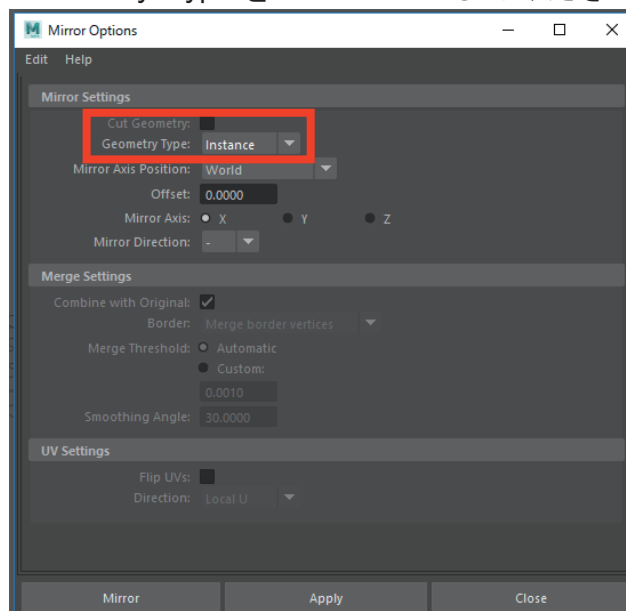 Mirror Options
Edit Help
Mirror Settings
Cut Geometry:
Geometry Type: Instance
Mirror Axis Position: World
Offset: 0.0000
Mirror Axis: X Y Z
Mirror Direction: -
Merge Settings
Combine with Original:
Border: Merge border vertices
Merge Threshold: Automatic
Custom:
0.0010
Smoothing Angle: 30.0000
UV Settings
Flip UVs:
Direction: Local U
Mirror Apply Close